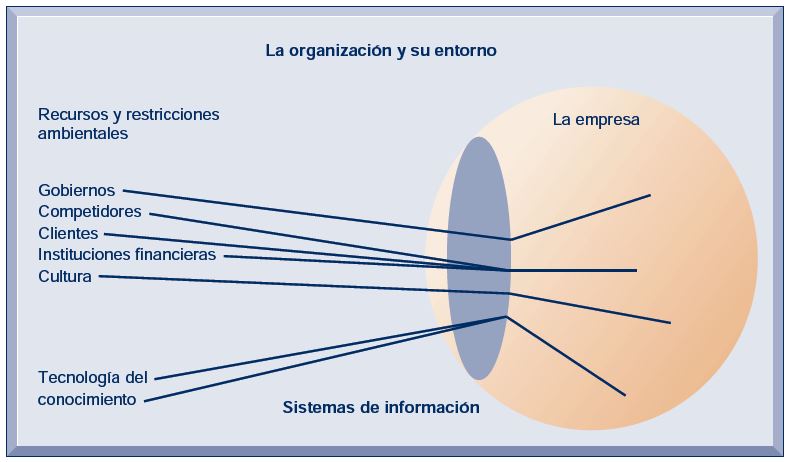 La organización y su entorno
Recursos y restricciones
ambientales
La empresa
Gobiernos
Competidores
Clientes
Instituciones financieras
Cultura
Tecnología del
conocimiento
Sistemas de información